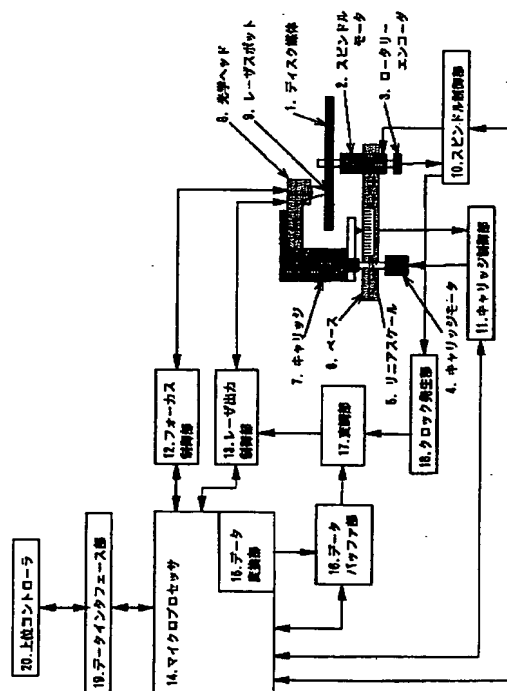 20. 上位コントローラ
19. データインタフェース部
14. マイクロプロセッサ
15. データ
変換部
16. データ
バッファ部
17. 変調部
12. フォーカス
制御部
13. レーザ出力
制御部
18. クロック発生部
7. キャリッジ
6. ベース
5. リニアスケール
4. キャリッジモータ
11. キャリッジ制御部
8. 光学ヘッド
9. レーザスポット
1. ディスク媒体
2. スピンドル
モータ
3. ロータリー
エンコーダ
10. スピンドル制御部